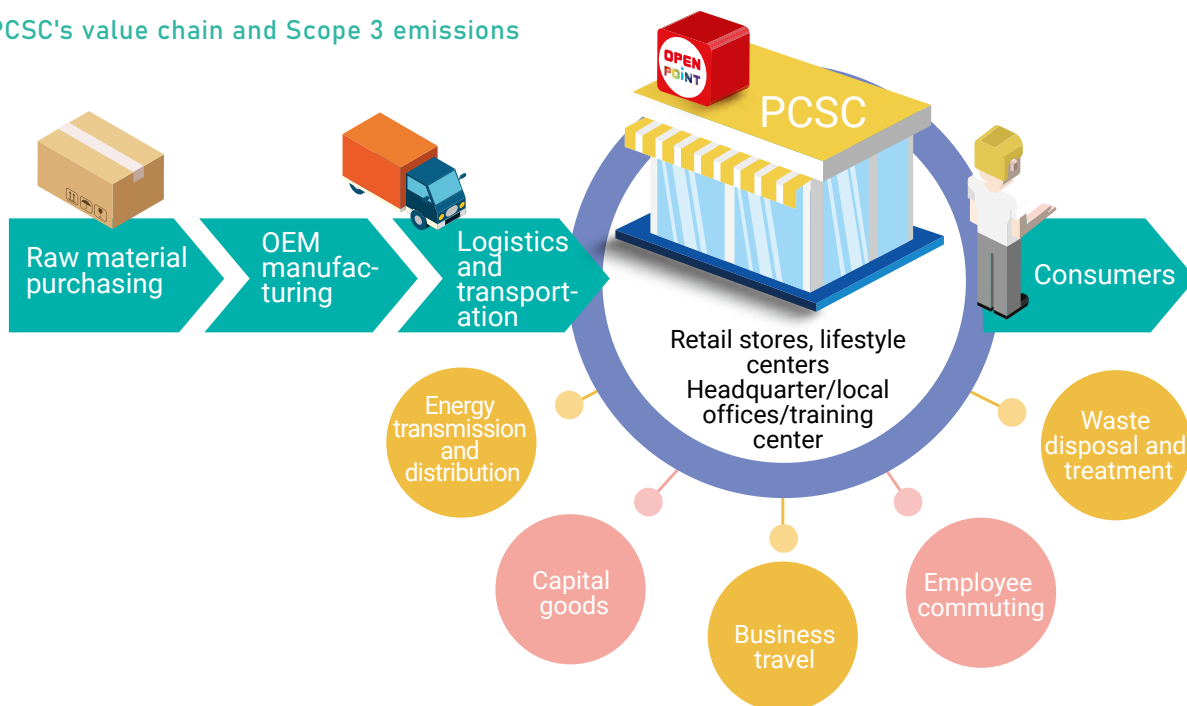 PCSC's value chain and Scope 3 emissions
OPEN
POINT
PCSC
Raw material
purchasing
OEM
manufac-
turing
Logistics
and
transport-
ation
Consumers
Retail stores, lifestyle
centers
Headquarter/local
offices/training
center
Energy
transmission
and
distribution
Capital
goods
Business
travel
Employee
commuting
Waste
disposal and
treatment